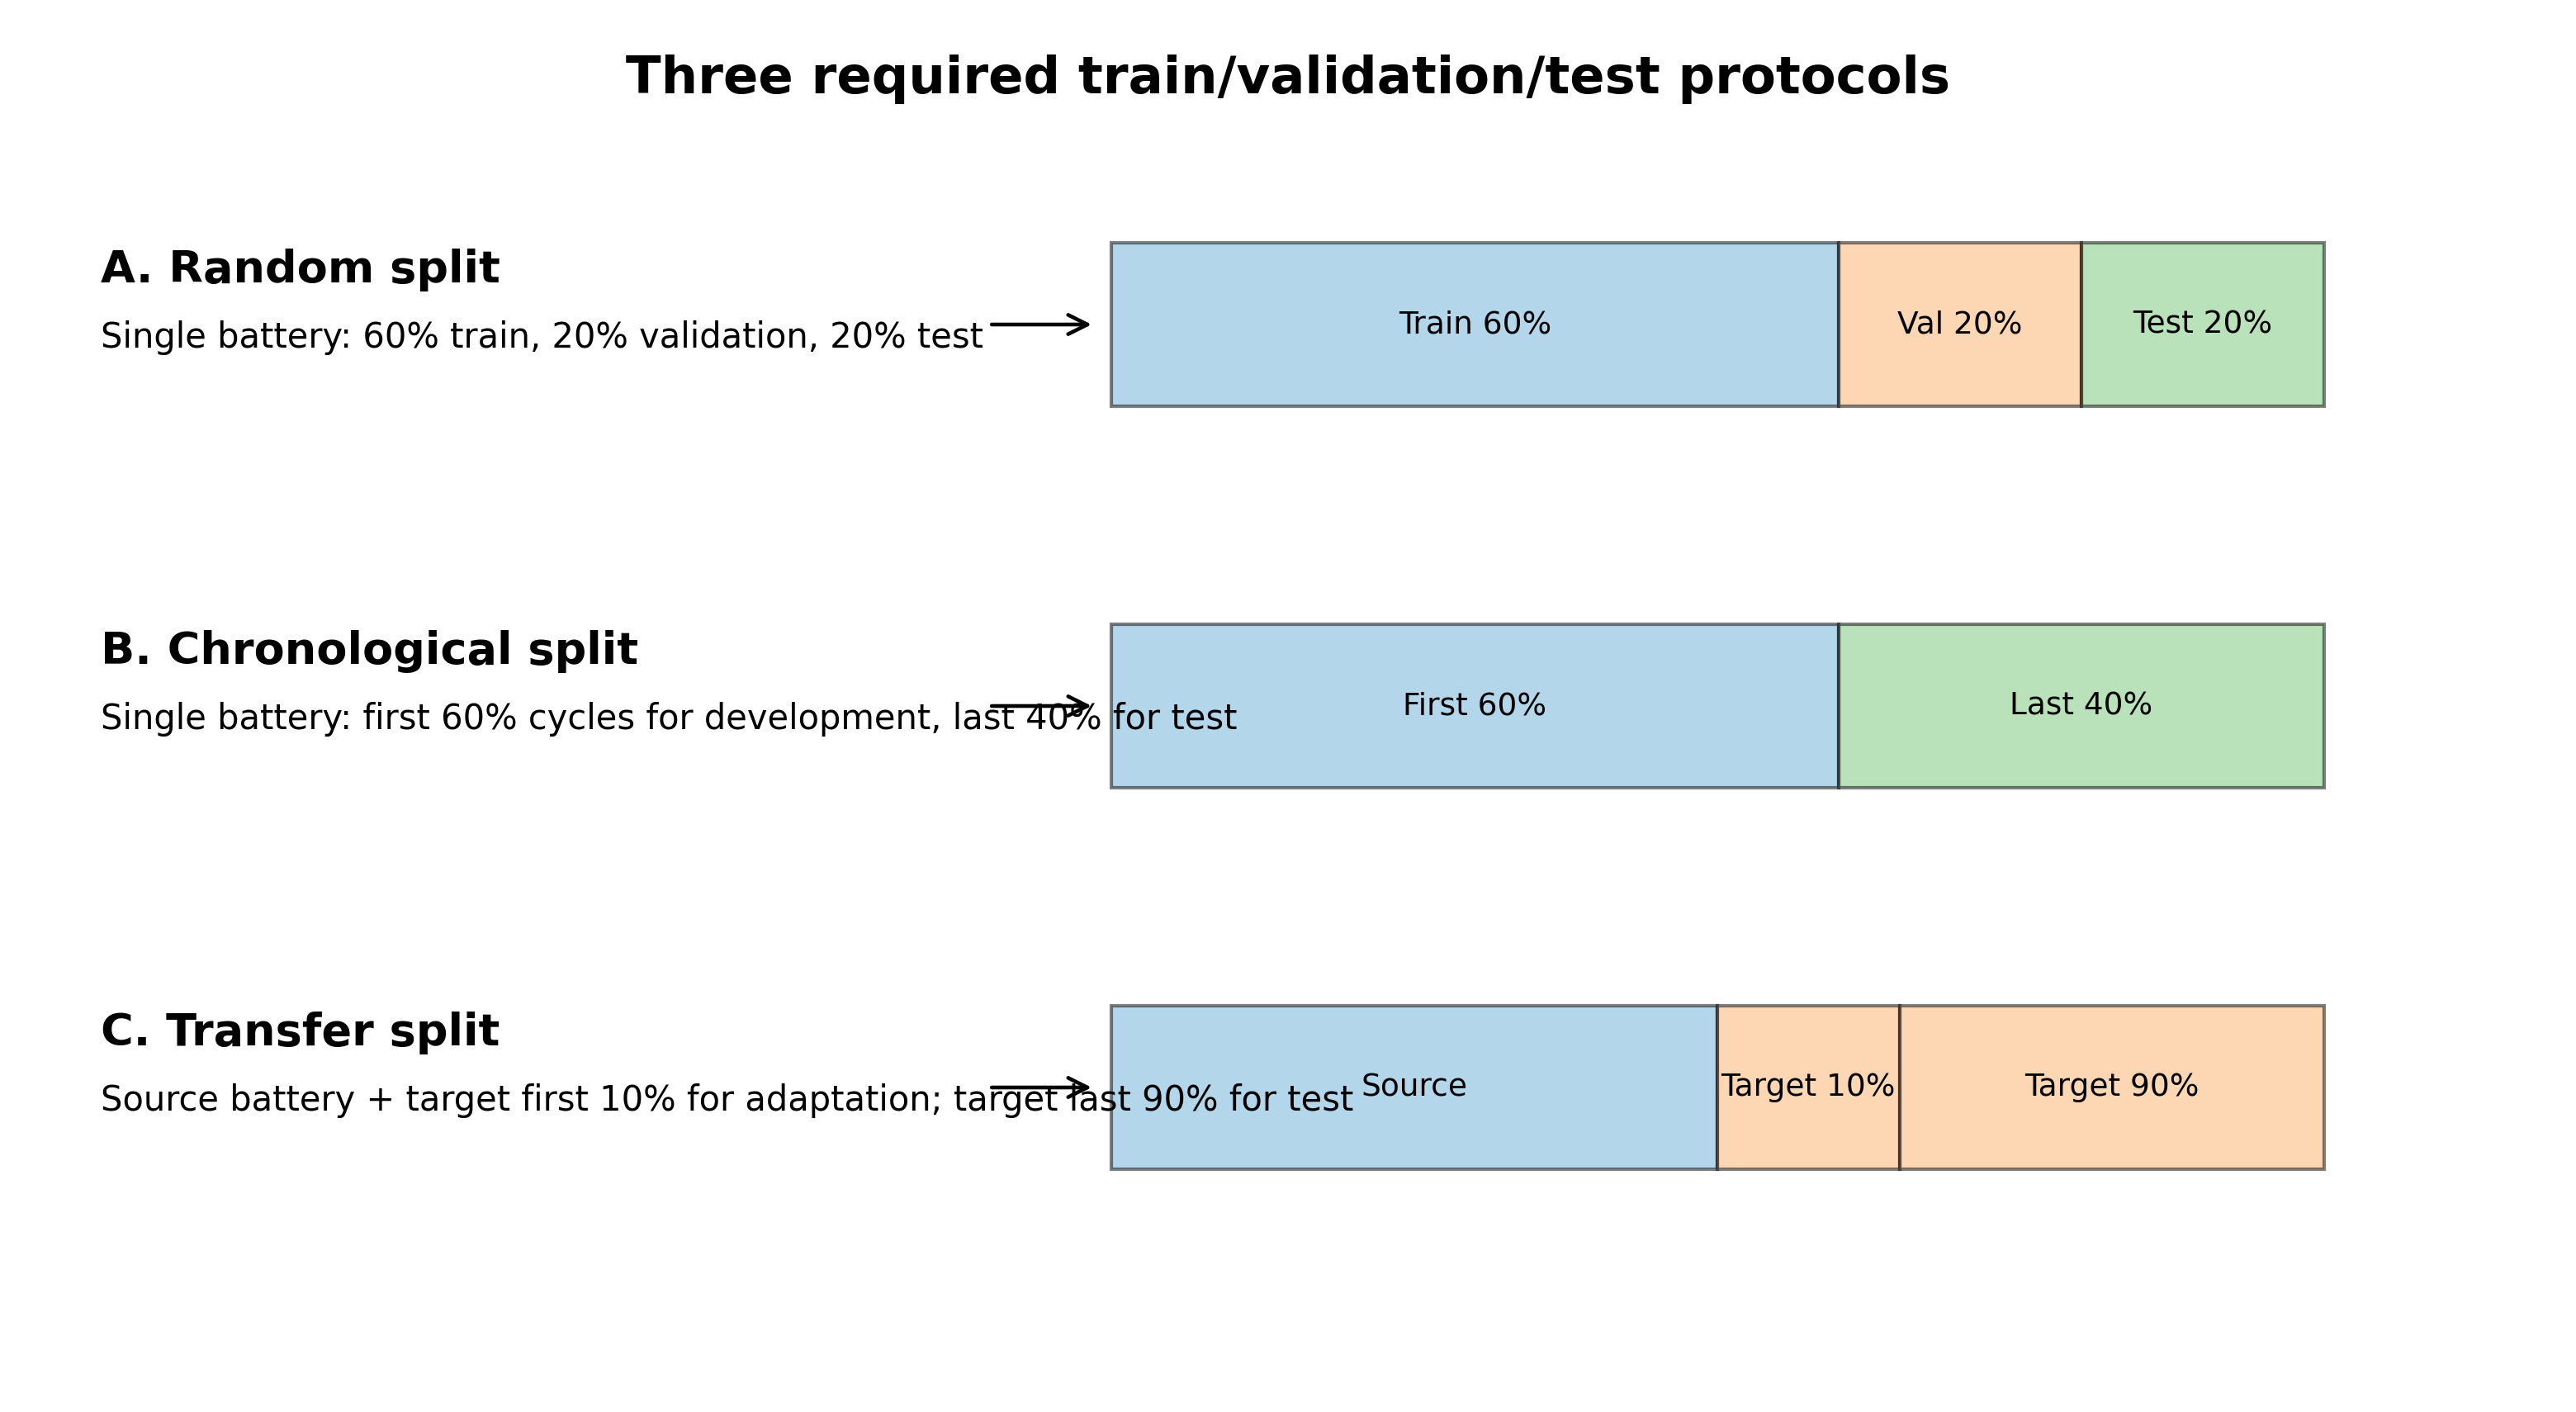 Three required train/validation/test protocols
A. Random split
Single battery: 60% train, 20% validation, 20% test
Train 60%
Val 20%
Test 20%
B. Chronological split
Single battery: first 60% cycles for development, last 40% for test
First 60%
Last 40%
C. Transfer split
Source battery + target first 10% for adaptation; target last 90% for test
Source
Target 10%
Target 90%